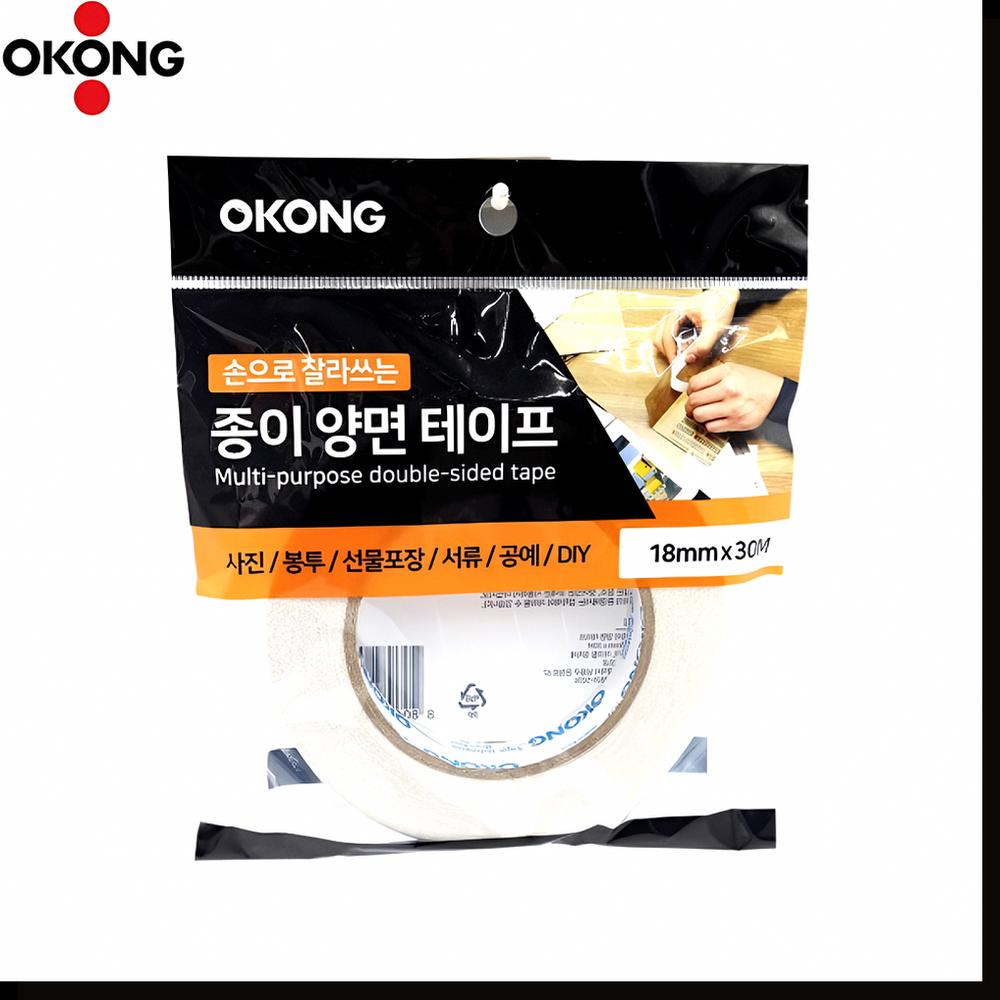 OKONG
OKONG
손으로 잘라쓰는
종이 양면 테이프
Multi-purpose double-sided tape
사진 / 봉투 / 선물포장 / 서류 / 공예 / DIY
18mm x 30M
OKONG
OKONG